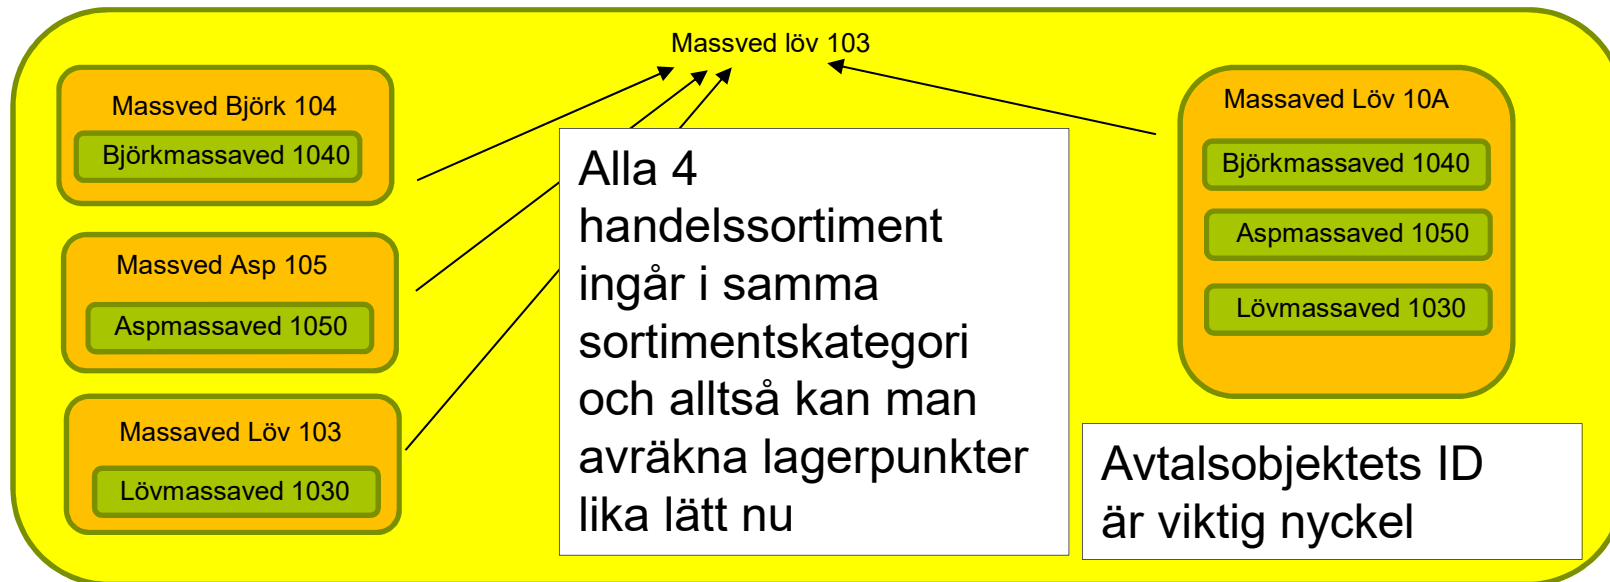 Massved löv 103
Massved Björk 104
Björkmassaved 1040
Massved Asp 105
Aspmassaved 1050
Massaved Löv 103
Lövmassaved 1030
Alla 4
handelssortiment
ingår i samma
sortimentskategori
och alltså kan man
avräkna lagerpunkter
lika lätt nu
Massaved Löv 10A
Björkmassaved 1040
Aspmassaved 1050
Lövmassaved 1030
Avtalsobjektets ID
är viktig nyckel